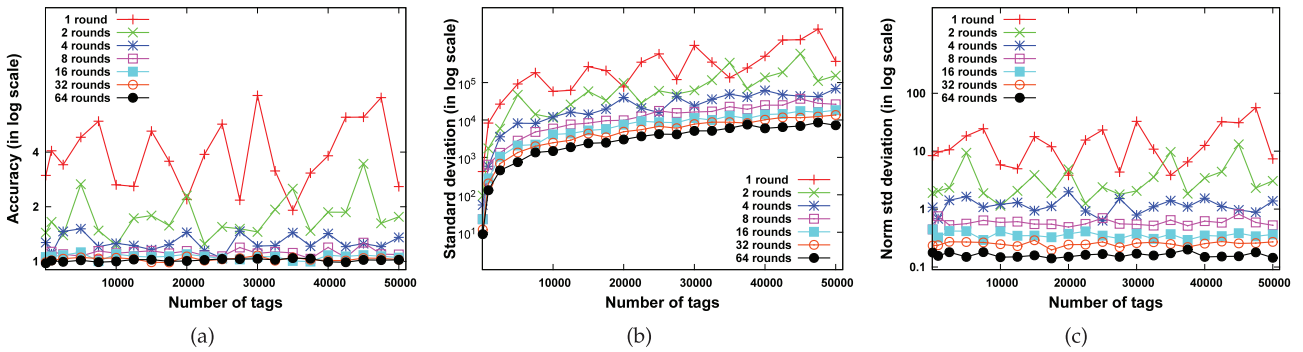 Accuracy (in log scale)
4
2
1
1 round
2 rounds
4 rounds
8 rounds
16 rounds
32 rounds
64 rounds
10000 20000 30000 40000 50000
Number of tags
(a)
Standard deviation (in log scale)
10^5
10^4
10^3
10^2
10^1
1 round
2 rounds
4 rounds
8 rounds
16 rounds
32 rounds
64 rounds
10000 20000 30000 40000 50000
Number of tags
(b)
Norm std deviation (in log scale)
100
10
1
0.1
1 round
2 rounds
4 rounds
8 rounds
16 rounds
32 rounds
64 rounds
10000 20000 30000 40000 50000
Number of tags
(c)